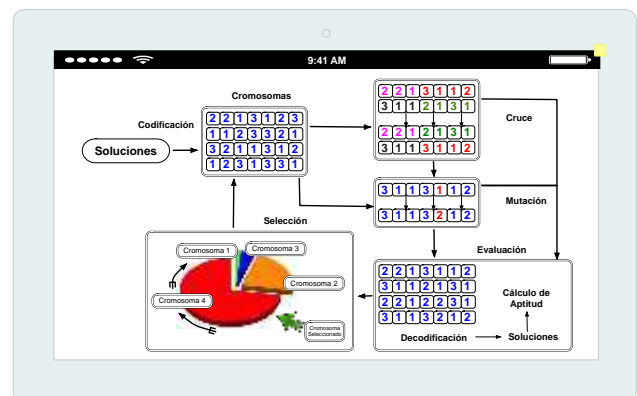 9:41 AM
Cromosomas
Codificación
Soluciones
2 2 1 3 1 2 3
1 1 2 3 3 2 1
3 2 1 1 3 1 2
1 2 3 1 3 3 1
2 2 1 3 1 1 2
3 1 1 2 1 3 1
2 2 1 2 1 3 1
3 1 1 3 1 1 2
Cruce
3 1 1 3 1 1 2
3 1 1 3 2 1 2
Mutación
Selección
Cromosoma 1
Cromosoma 3
Cromosoma 2
Cromosoma 4
E
E
Cromosoma
Seleccionado
Evaluación
2 2 1 3 1 1 2
3 1 1 2 1 3 1
2 2 1 2 2 3 1
3 1 1 3 2 1 2
Cálculo de
Aptitud
Decodificación
Soluciones